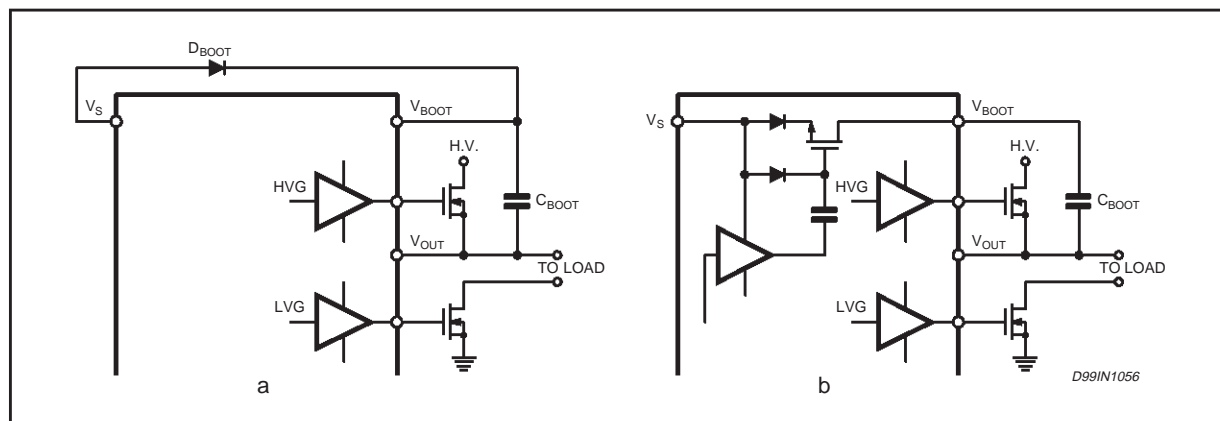 DBOOT
VS
VBOOT
H.V.
HVG
CBOOT
VOUT
TO LOAD
LVG
a
VS
VBOOT
H.V.
HVG
CBOOT
VOUT
TO LOAD
LVG
b
D99IN1056